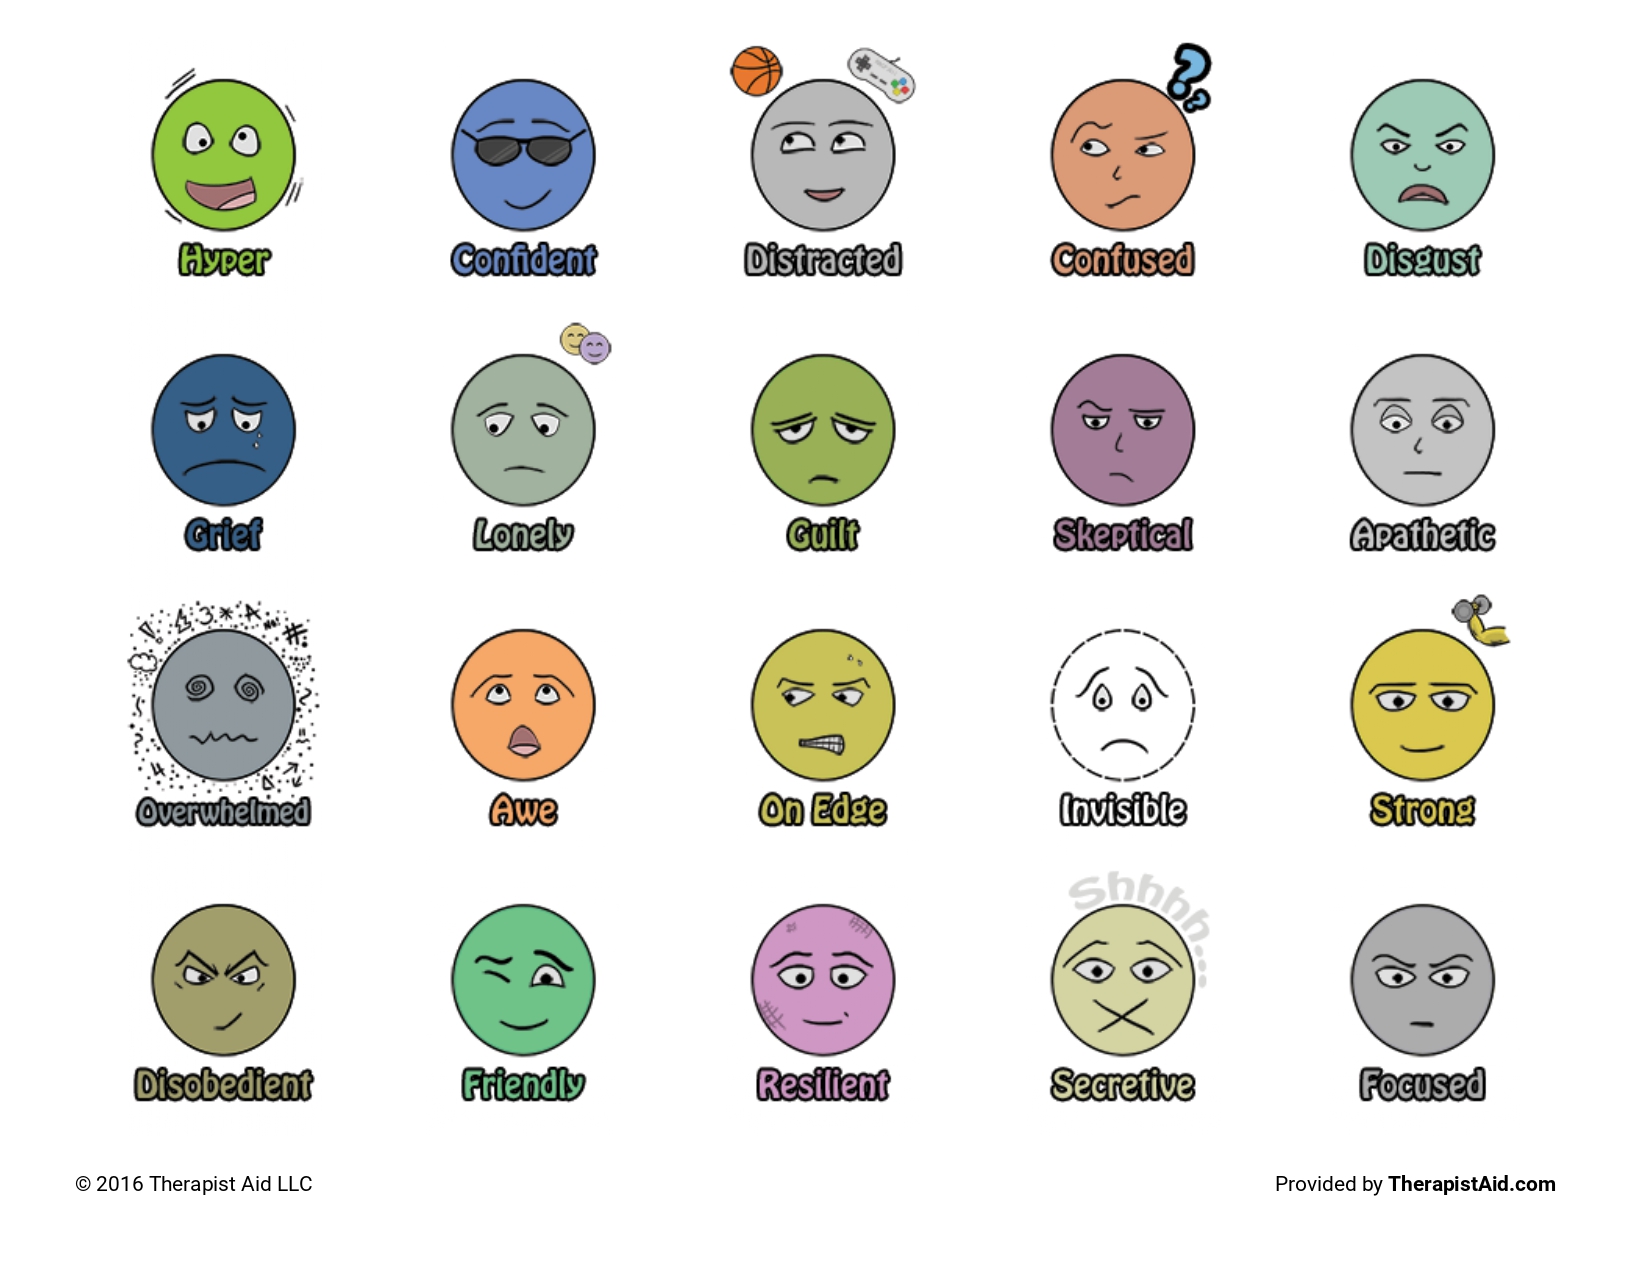 Hyper
Confident
Distracted
Confused
Disgust
Grief
Lonely
Guilt
Skeptical
Apathetic
Overwhelmed
Awe
On Edge
Invisible
Strong
Shhhh...
Disobedient
Friendly
Resilient
Secretive
Focused
© 2016 Therapist Aid LLC
Provided by TherapistAid.com